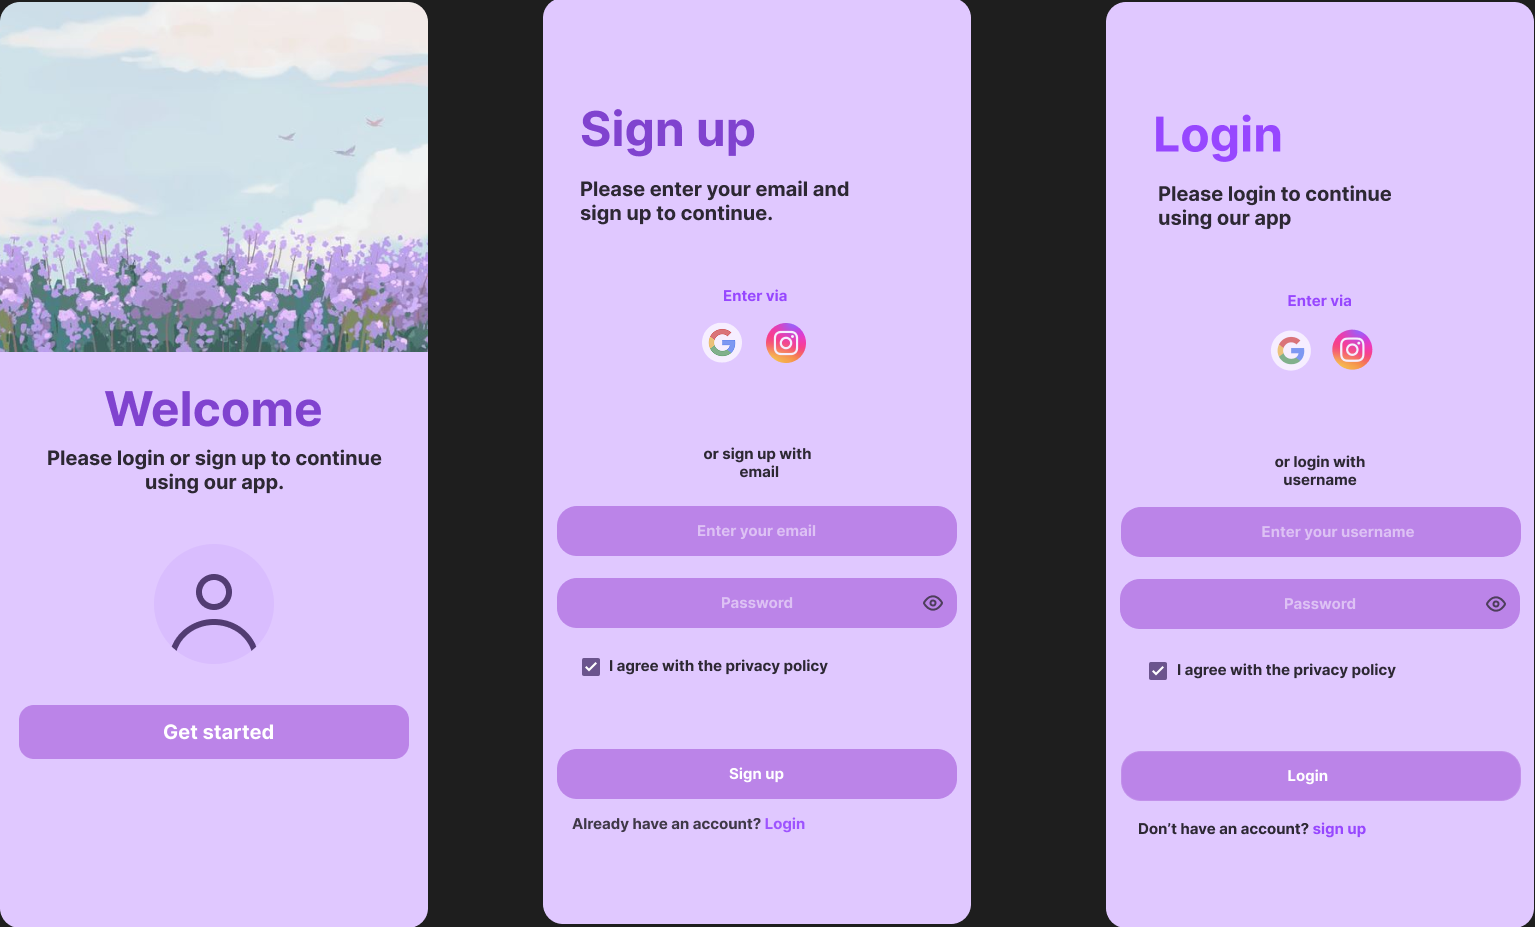 Welcome
Please login or sign up to continue
using our app.
Get started
Sign up
Please enter your email and
sign up to continue.
Enter via
or sign up with
email
Enter your email
Password
I agree with the privacy policy
Sign up
Already have an account? Login
Login
Please login to continue
using our app
Enter via
or login with
username
Enter your username
Password
I agree with the privacy policy
Login
Don’t have an account? sign up